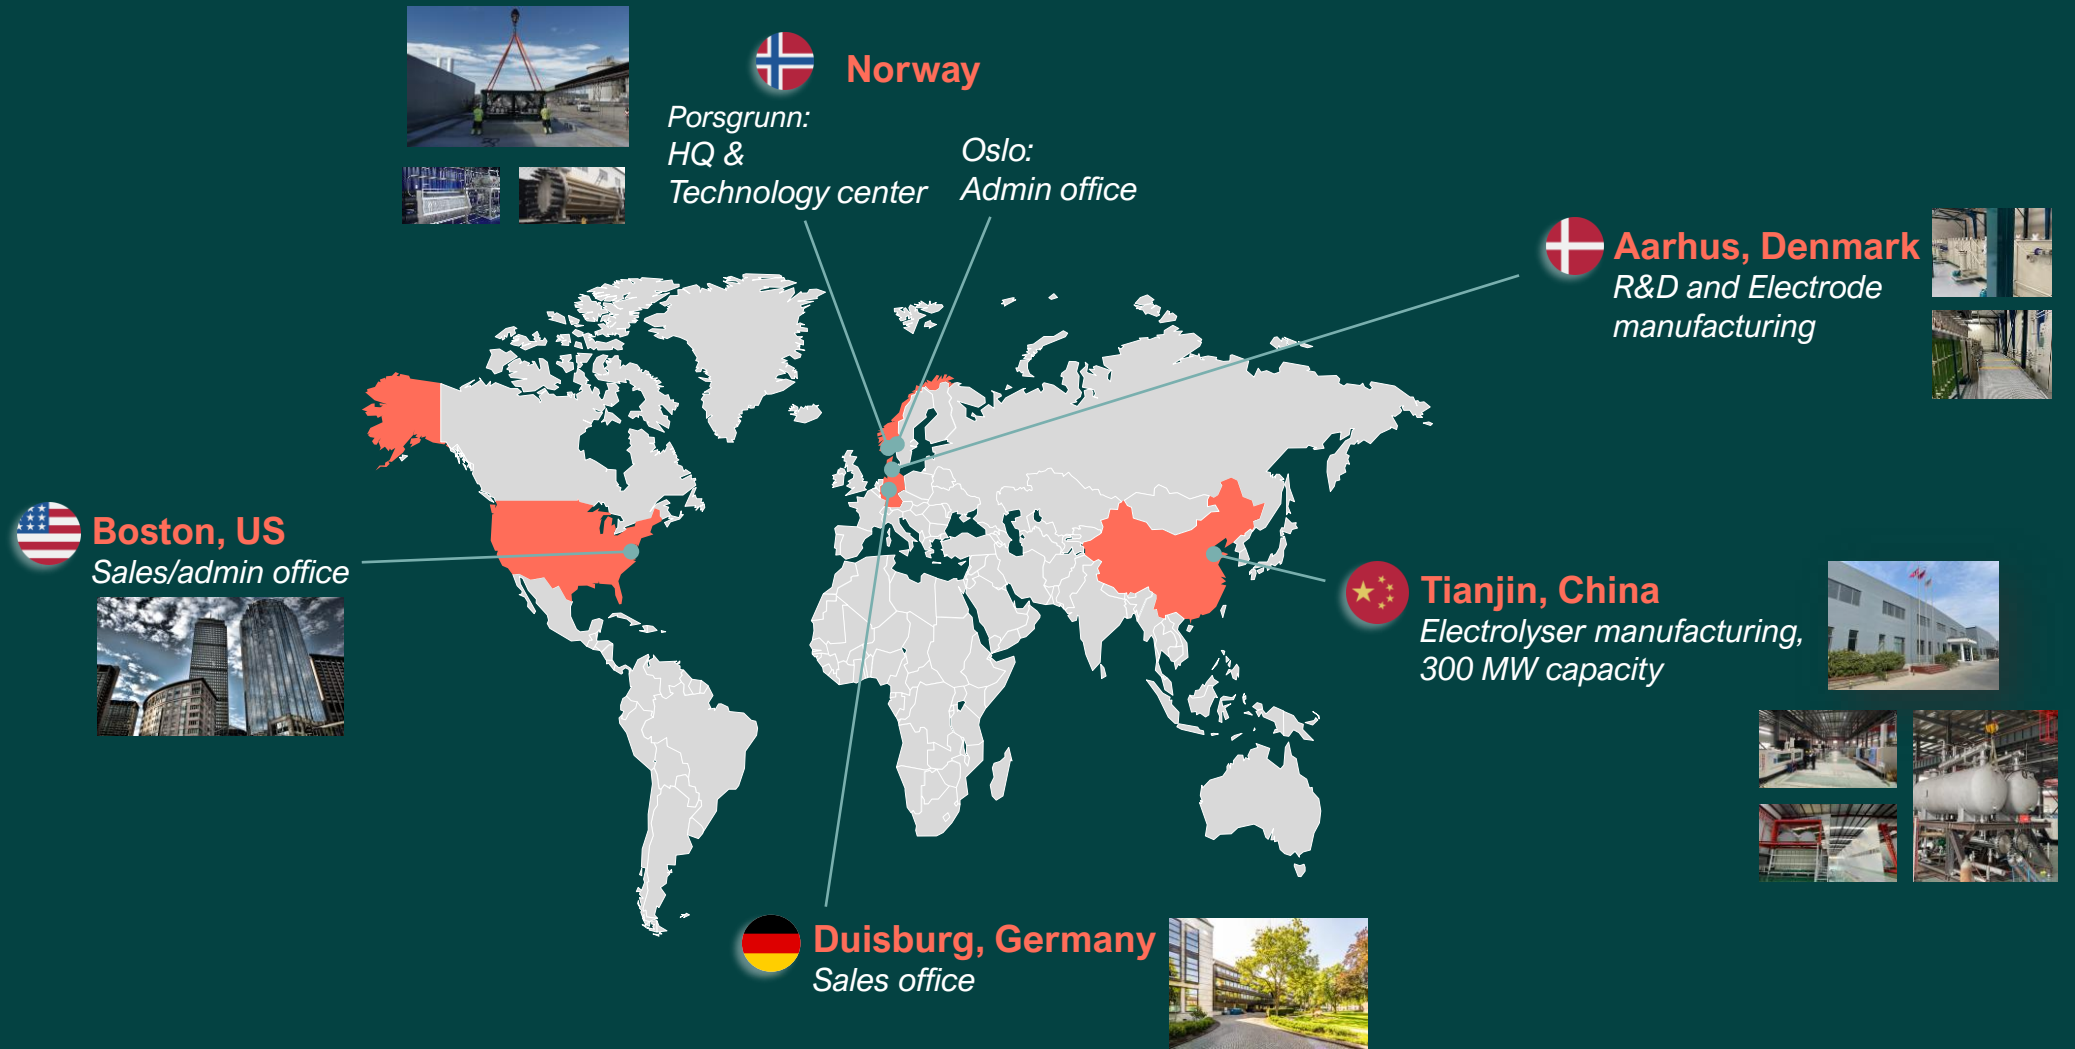 Norway
Porsgrunn:
HQ &
Technology center
Oslo:
Admin office
Aarhus, Denmark
R&D and Electrode
manufacturing
Boston, US
Sales/admin office
Tianjin, China
Electrolyser manufacturing,
300 MW capacity
Duisburg, Germany
Sales office